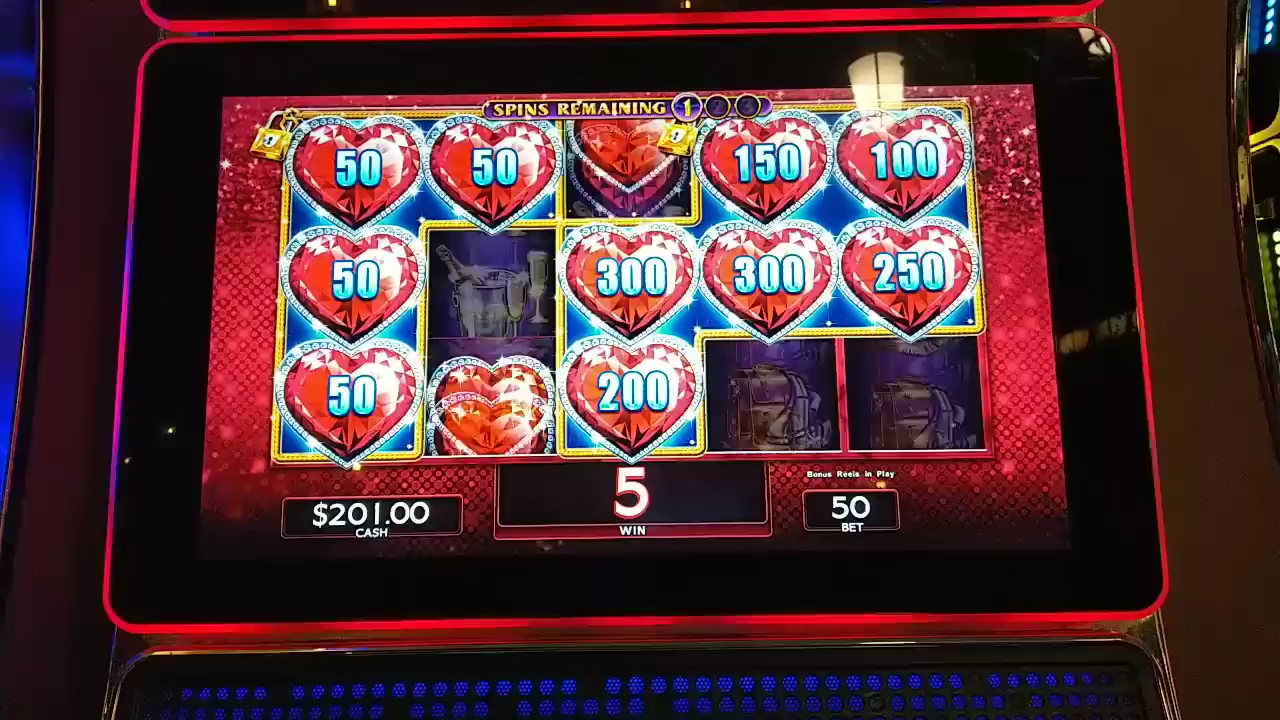 SPINS REMAINING 1 2 3
50 50 150 100
50 300 300 250
50 200
Bonus Reels in Play
$201.00 5 50
CASH WIN BET